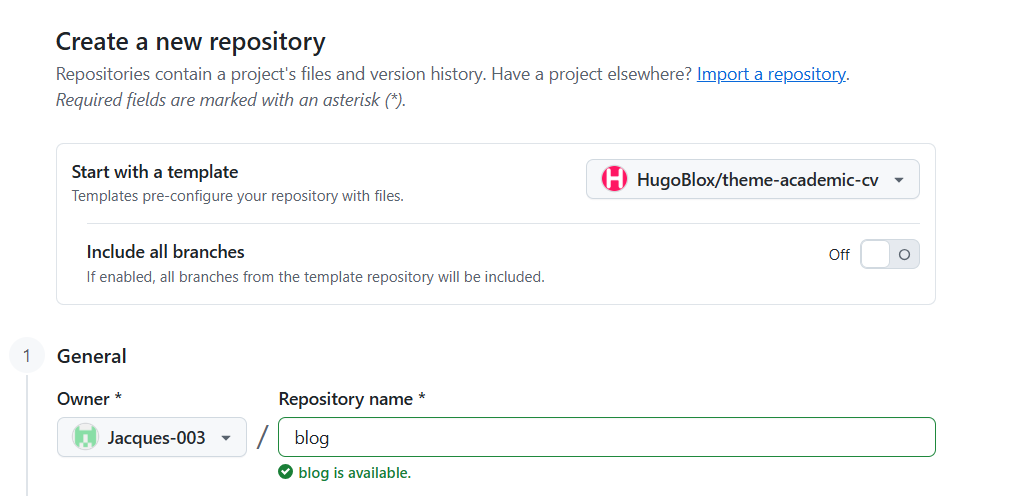 Create a new repository
Repositories contain a project's files and version history. Have a project elsewhere? Import a repository.
Required fields are marked with an asterisk (*).
Start with a template
Templates pre-configure your repository with files.
HugoBlox/theme-academic-cv
Include all branches
If enabled, all branches from the template repository will be included.
Off
1
General
Owner *
Repository name *
Jacques-003
/
blog
blog is available.